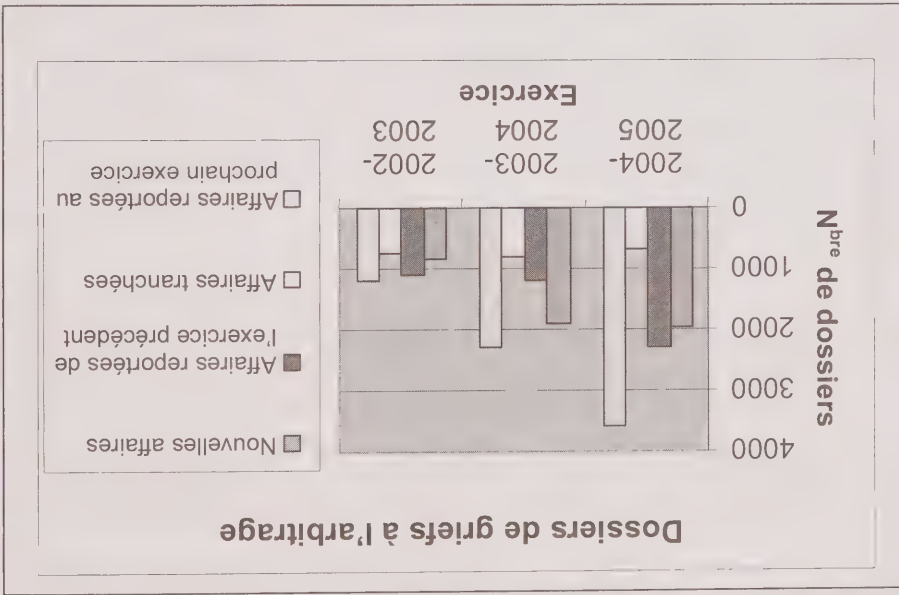 Dossiers de griefs à l'arbitrage
Nbre de dossiers
4000
3000
2000
1000
0
2004-
2005
2003-
2004
2002-
2003
Exercice
Nouvelles affaires
Affaires reportées de
l'exercice précédent
Affaires tranchées
Affaires reportées au
prochain exercice